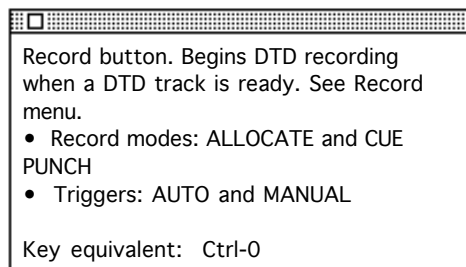 Record button. Begins DTD recording
when a DTD track is ready. See Record
menu.
• Record modes: ALLOCATE and CUE
PUNCH
• Triggers: AUTO and MANUAL
Key equivalent: Ctrl-0